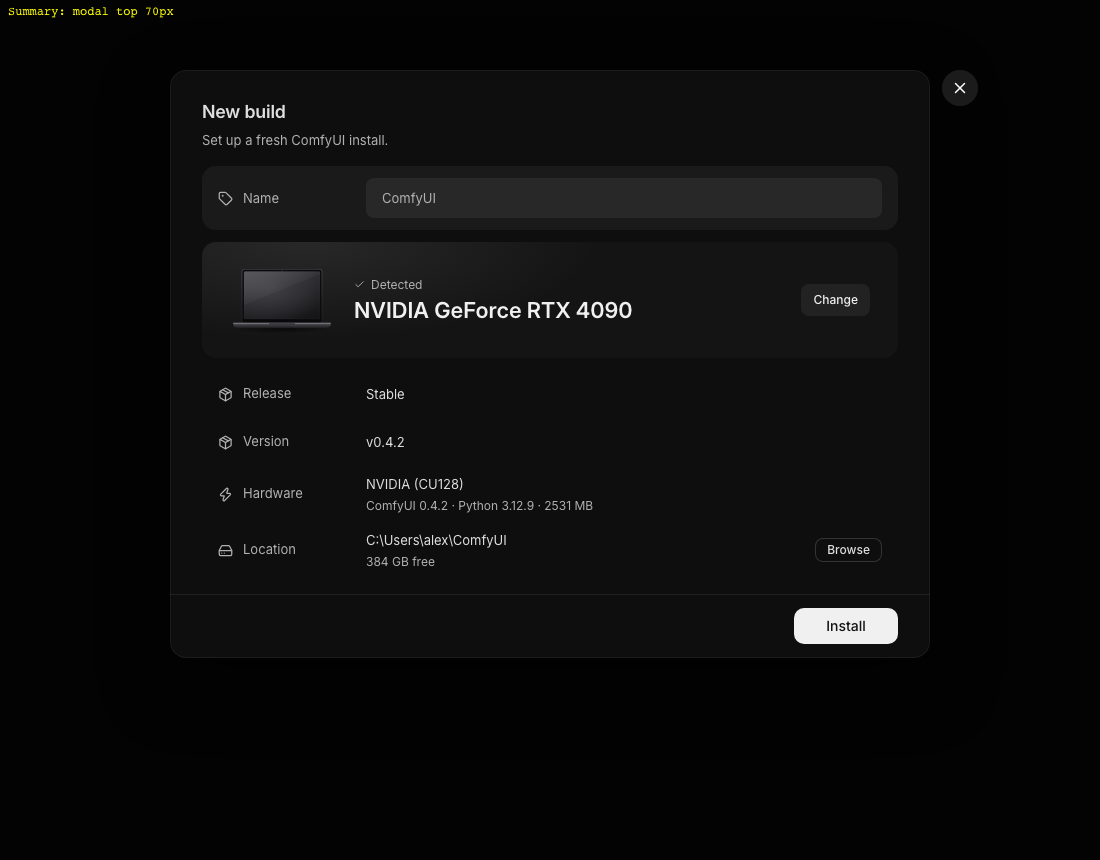 Summary: modal top 70px
New build
Set up a fresh ComfyUI install.
Name
ComfyUI
Detected
NVIDIA GeForce RTX 4090
Change
Release
Stable
Version
v0.4.2
Hardware
NVIDIA (CU128)
ComfyUI 0.4.2 · Python 3.12.9 · 2531 MB
Location
C:\Users\alex\ComfyUI
384 GB free
Browse
Install